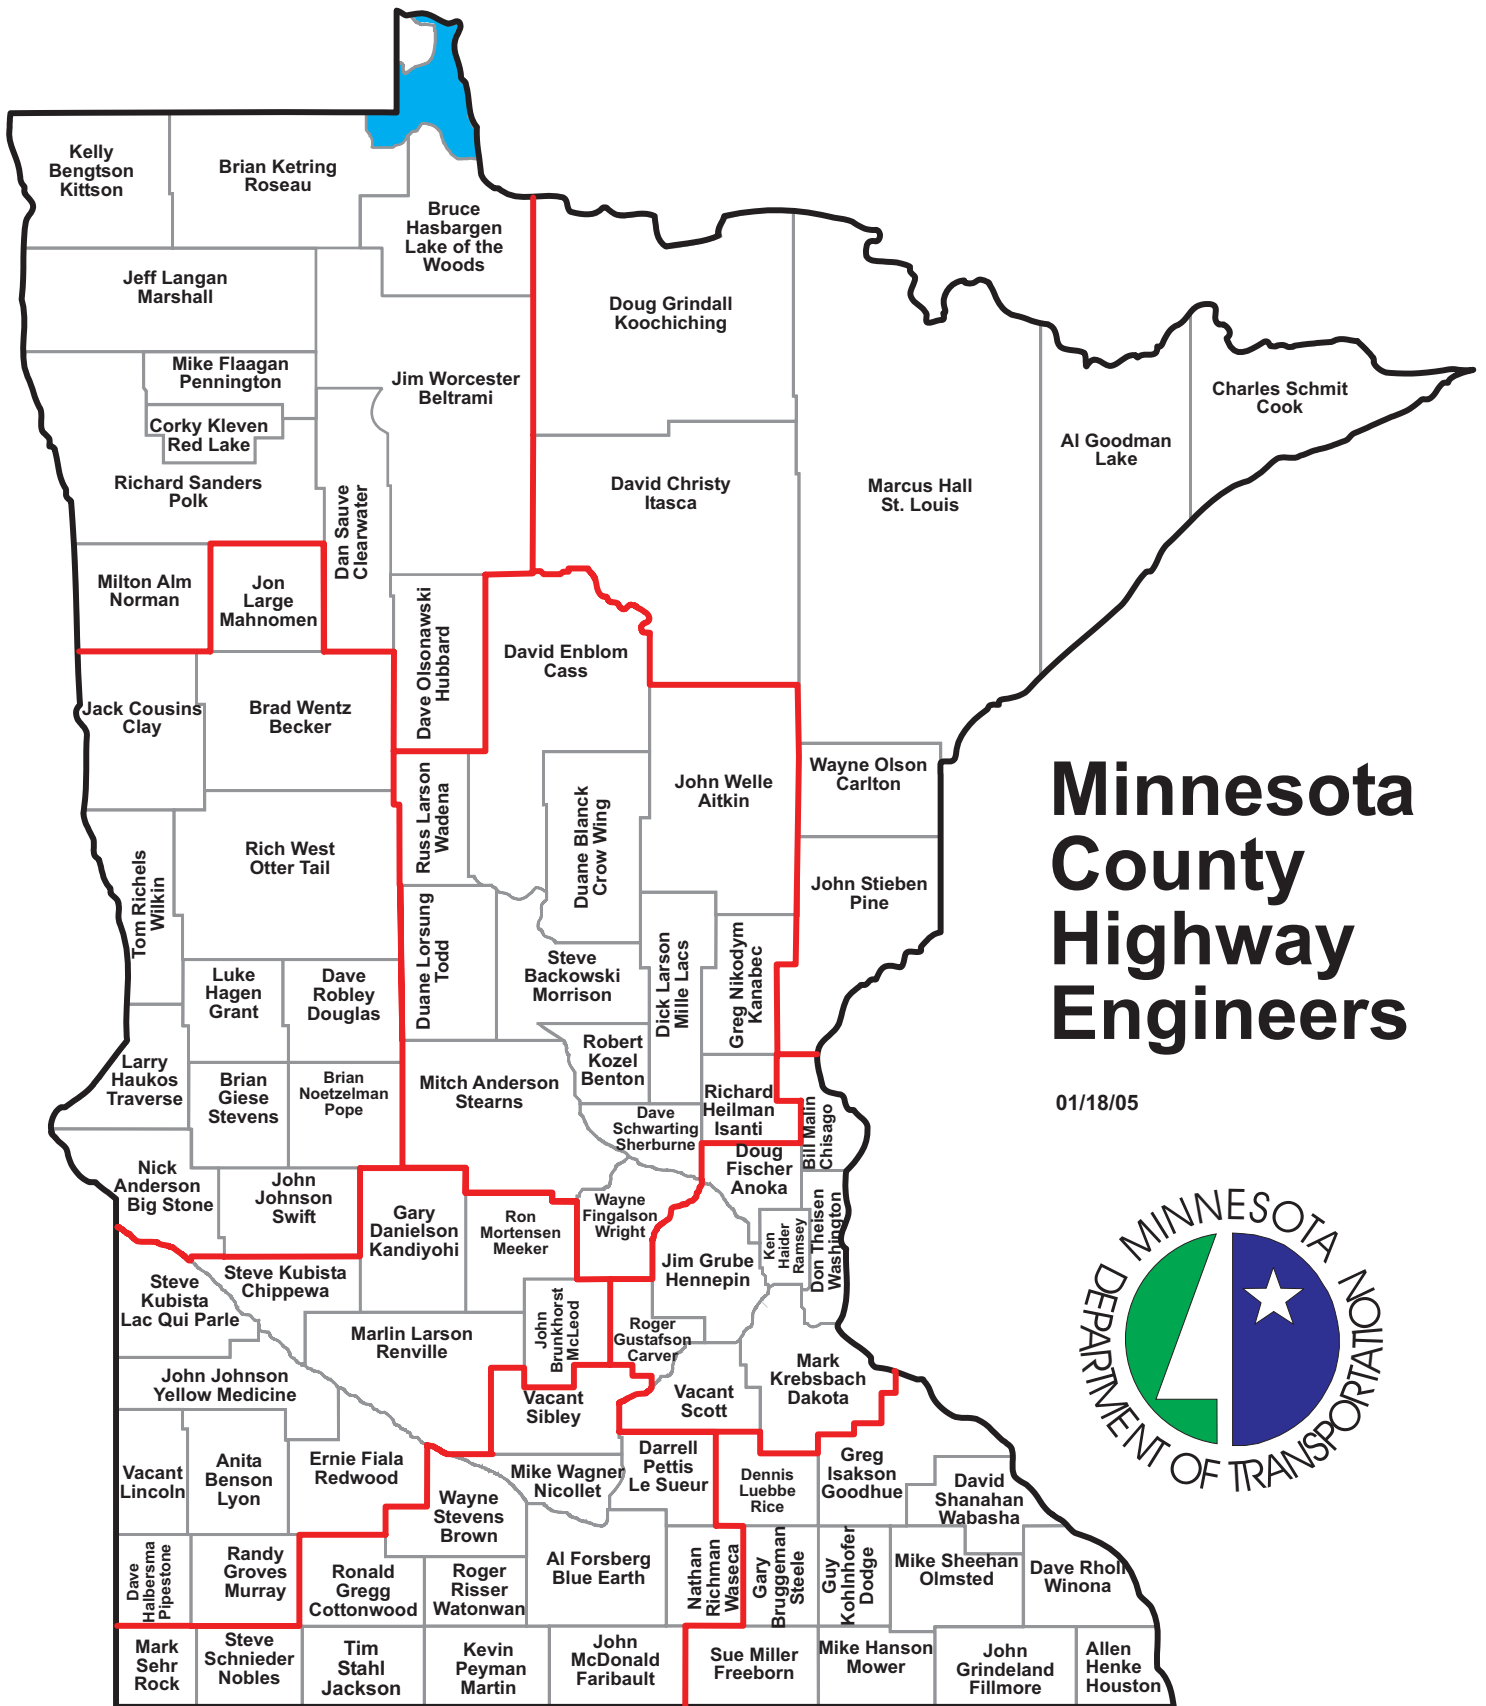 Kelly
Bengtson
Kittson
Brian Ketring
Roseau
Bruce
Hasbargen
Lake of the
Woods
Jeff Langan
Marshall
Doug Grindall
Koochiching
Mike Flaagan
Pennington
Jim Worcester
Beltrami
Charles Schmit
Cook
Corky Kleven
Red Lake
Al Goodman
Lake
Richard Sanders
Polk
Dan Sauve
Clearwater
David Christy
Itasca
Marcus Hall
St. Louis
Milton Alm
Norman
Jon
Large
Mahnomen
Dave Olsonawski
Hubbard
David Enblom
Cass
Jack Cousins
Clay
Brad Wentz
Becker
Russ Larson
Wadena
Duane Blanck
Crow Wing
John Welle
Aitkin
Wayne Olson
Carlton
Minnesota
County
Highway
Engineers
01/18/05
Tom Richels
Wilkin
Rich West
Otter Tail
John Stieben
Pine
Duane Lorsung
Todd
Steve
Backowski
Morrison
Dick Larson
Mille Lacs
Greg Nikodym
Kanabec
Luke
Hagen
Grant
Dave
Robley
Douglas
Larry
Haukos
Traverse
Brian
Giese
Stevens
Brian
Noetzelman
Pope
Mitch Anderson
Stearns
Robert
Kozel
Benton
Dave
Schwarting
Sherburne
Richard
Heilman
Isanti
Bill Malin
Chisago
Nick
Anderson
Big Stone
John
Johnson
Swift
Gary
Danielson
Kandiyohi
Ron
Mortensen
Meeker
Wayne
Fingalson
Wright
Doug
Fischer
Anoka
Jim Grube
Hennepin
Ken
Haider
Ramsey
Don Theisen
Washington
Steve
Kubista
Lac Qui Parle
Steve Kubista
Chippewa
Marlin Larson
Renville
John
Brunkhorst
McLeod
Roger
Gustafson
Carver
John Johnson
Yellow Medicine
Vacant
Sibley
Vacant
Scott
Mark
Krebsbach
Dakota
MINNESOTA
DEPARTMENT OF TRANSPORTATION
Vacant
Lincoln
Anita
Benson
Lyon
Ernie Fiala
Redwood
Mike Wagner
Nicollet
Darrell
Pettis
Le Sueur
Dennis
Luebbe
Rice
Greg
Isakson
Goodhue
David
Shanahan
Wabasha
Wayne
Stevens
Brown
Dave
Halbersma
Pipestone
Randy
Groves
Murray
Ronald
Gregg
Cottonwood
Roger
Risser
Watonwan
Al Forsberg
Blue Earth
Nathan
Richman
Waseca
Gary
Bruggeman
Steele
Guy
Kohlnhofer
Dodge
Mike Sheehan
Olmsted
Dave Rholl
Winona
Mark
Sehr
Rock
Steve
Schnieder
Nobles
Tim
Stahl
Jackson
Kevin
Peyman
Martin
John
McDonald
Faribault
Sue Miller
Freeborn
Mike Hanson
Mower
John
Grindeland
Fillmore
Allen
Henke
Houston